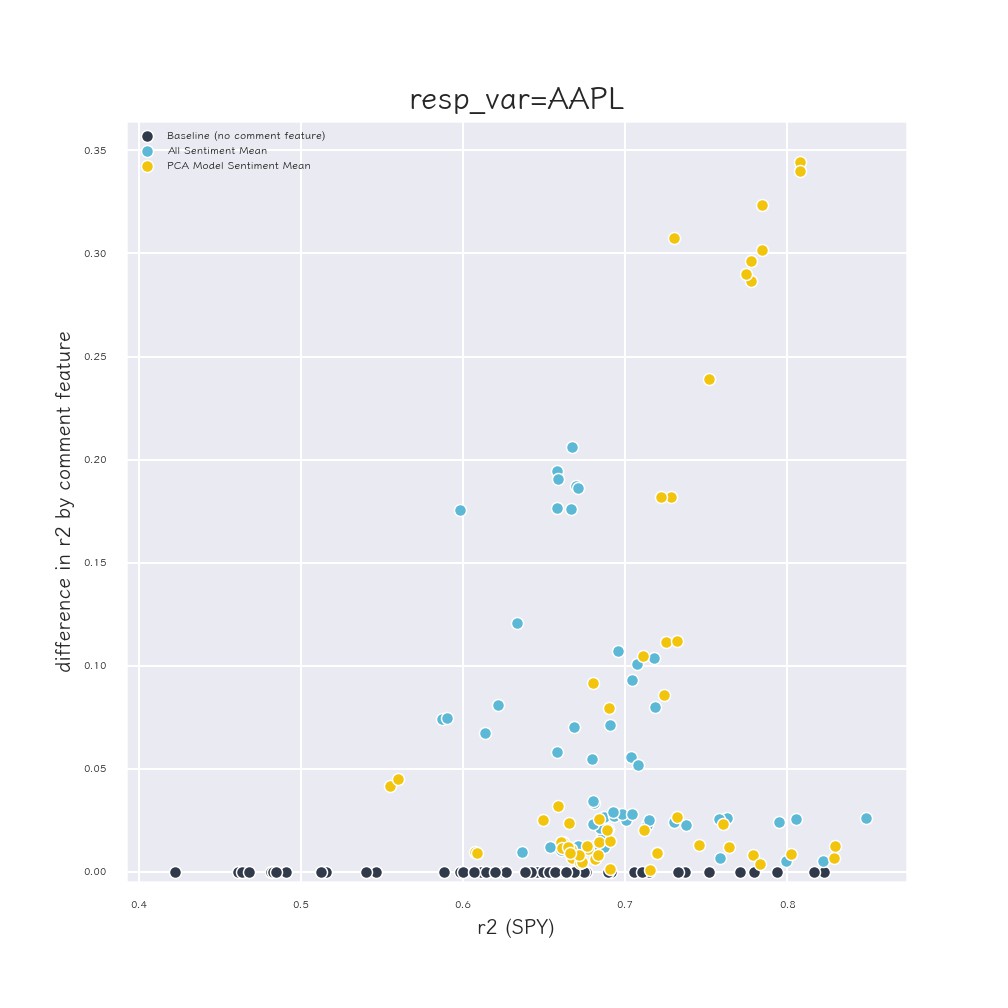 resp_var=AAPL
Baseline (no comment feature)
All Sentiment Mean
PCA Model Sentiment Mean
0.35
0.30
0.25
0.20
0.15
0.10
0.05
0.00
difference in r2 by comment feature
0.4 0.5 0.6 0.7 0.8
r2 (SPY)